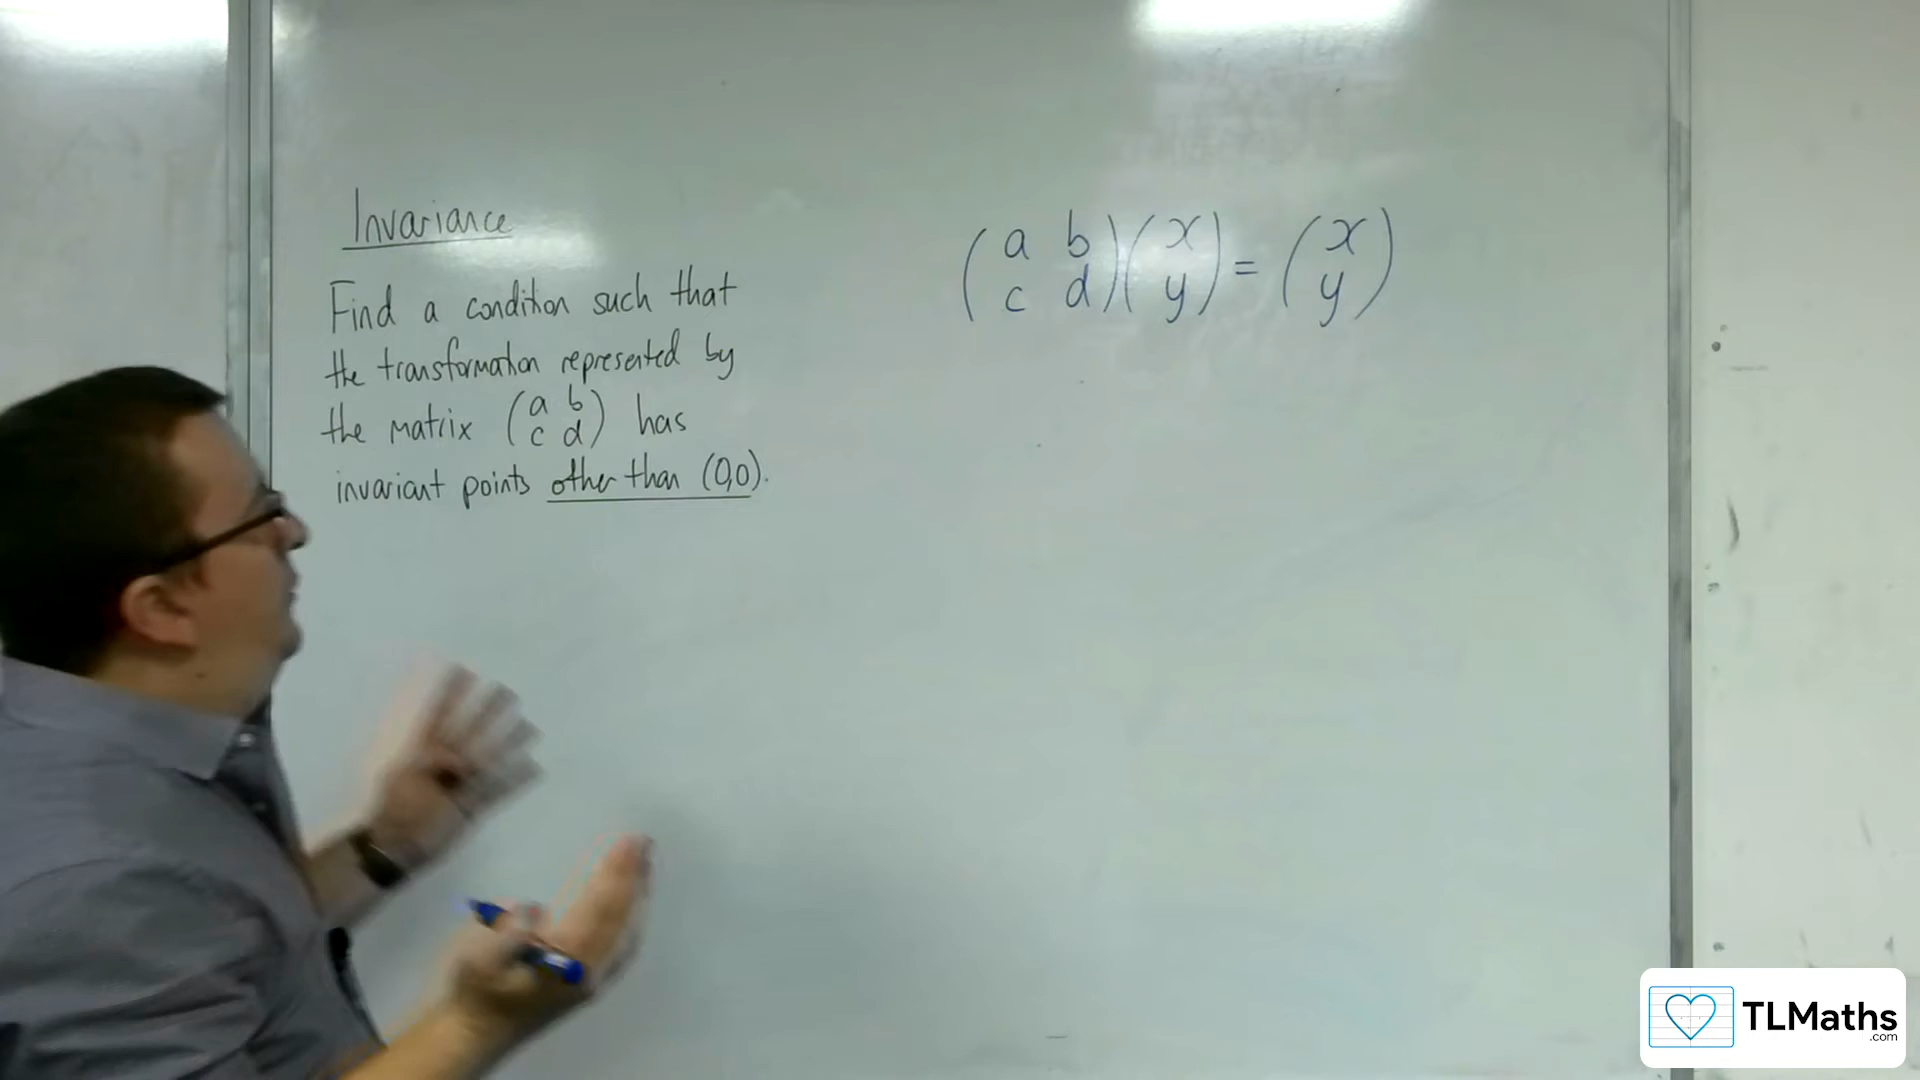 Invariance
Find a condition such that
the transformation represented by
the matrix (a b
c d) has
invariant points other than (0,0).
(a b
c d)(x
y) = (x
y)
TLMaths
.com